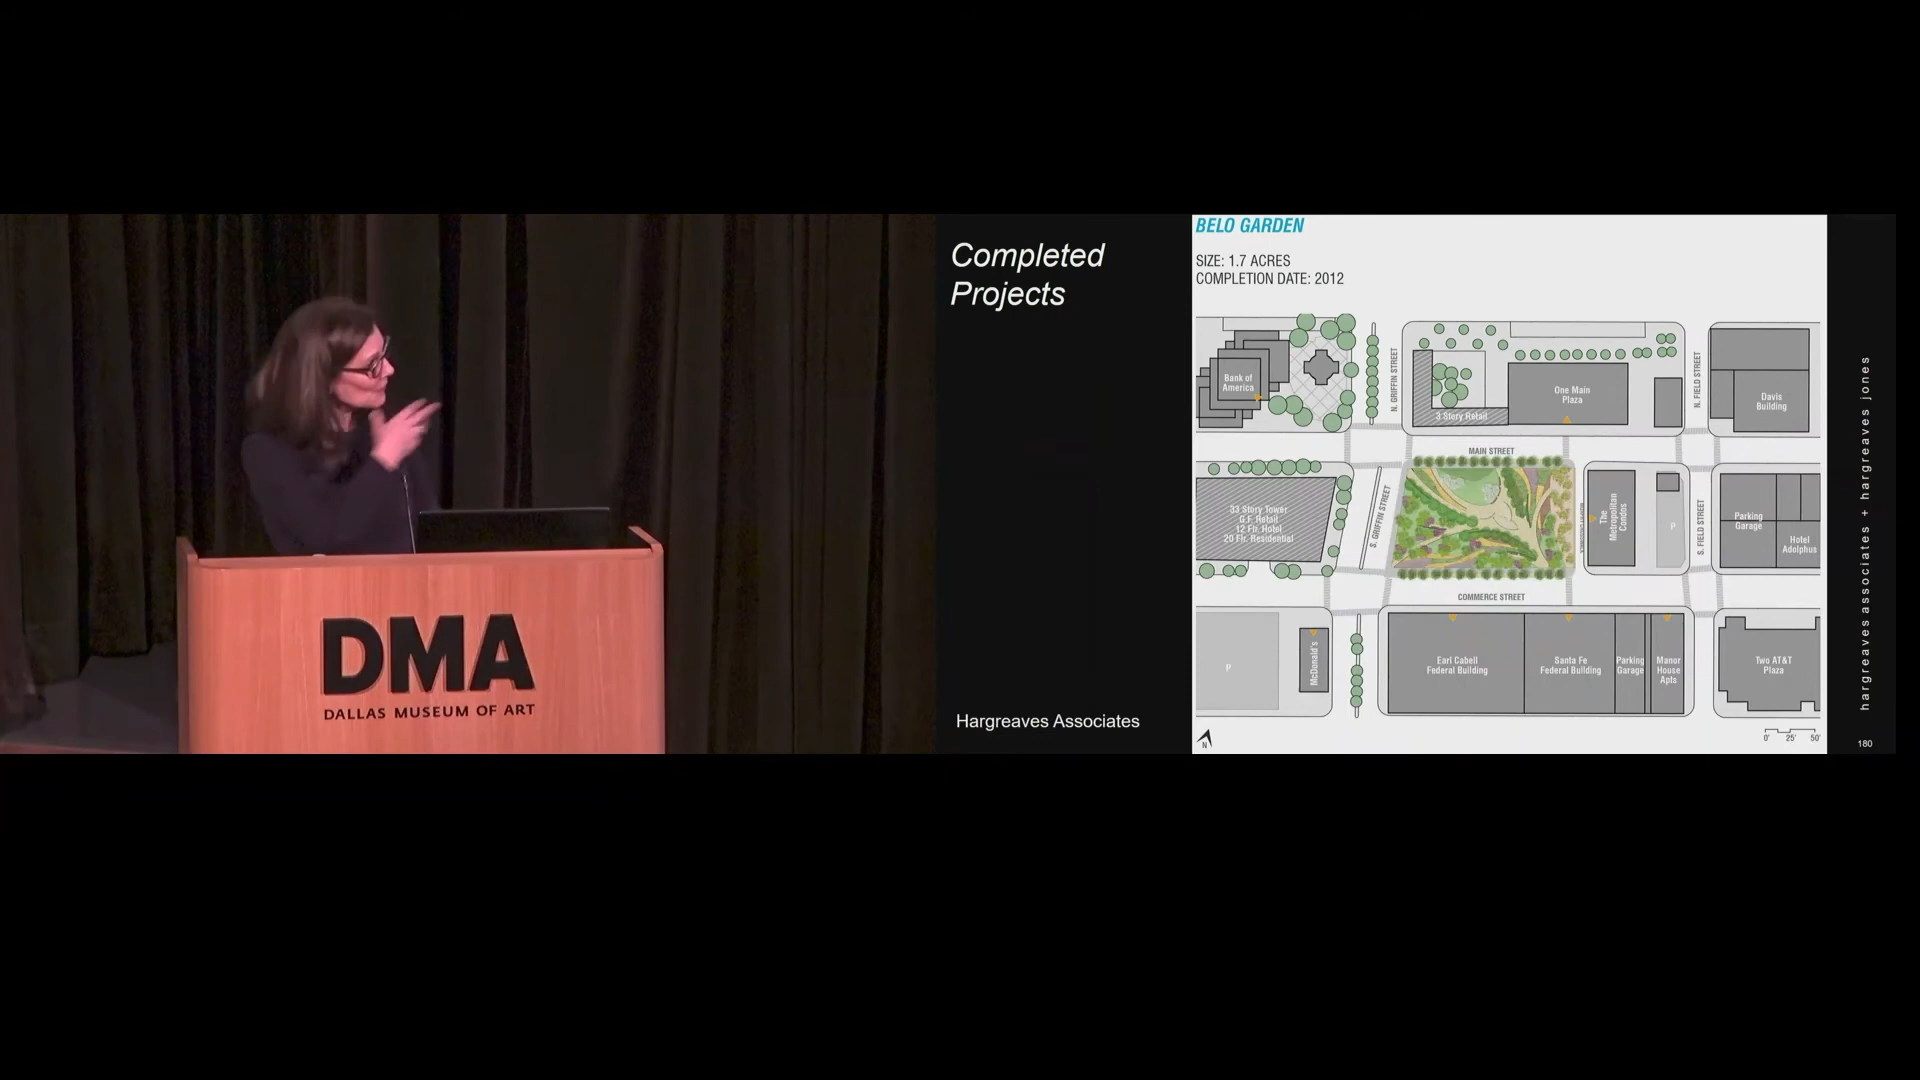 DMA
DALLAS MUSEUM OF ART
Completed
Projects
Hargreaves Associates
BELO GARDEN
SIZE: 1.7 ACRES
COMPLETION DATE: 2012
Bank of
America
N. GRIFFIN STREET
3 Story Retail
One Main
Plaza
N. FIELD STREET
Davis
Building
MAIN STREET
33 Story Tower
G.F. Retail
12 Flr. Hotel
20 Flr. Residential
S. GRIFFIN STREET
The
Metropolitan
Condos
P
S. FIELD STREET
Parking
Garage
Hotel
Adolphus
COMMERCE STREET
P
McDonald's
Earl Cabell
Federal Building
Santa Fe
Federal Building
Parking
Garage
Manor
House
Apts
Two AT&T
Plaza
N
0' 25' 50'
hargreaves associates + hargreaves jones
180